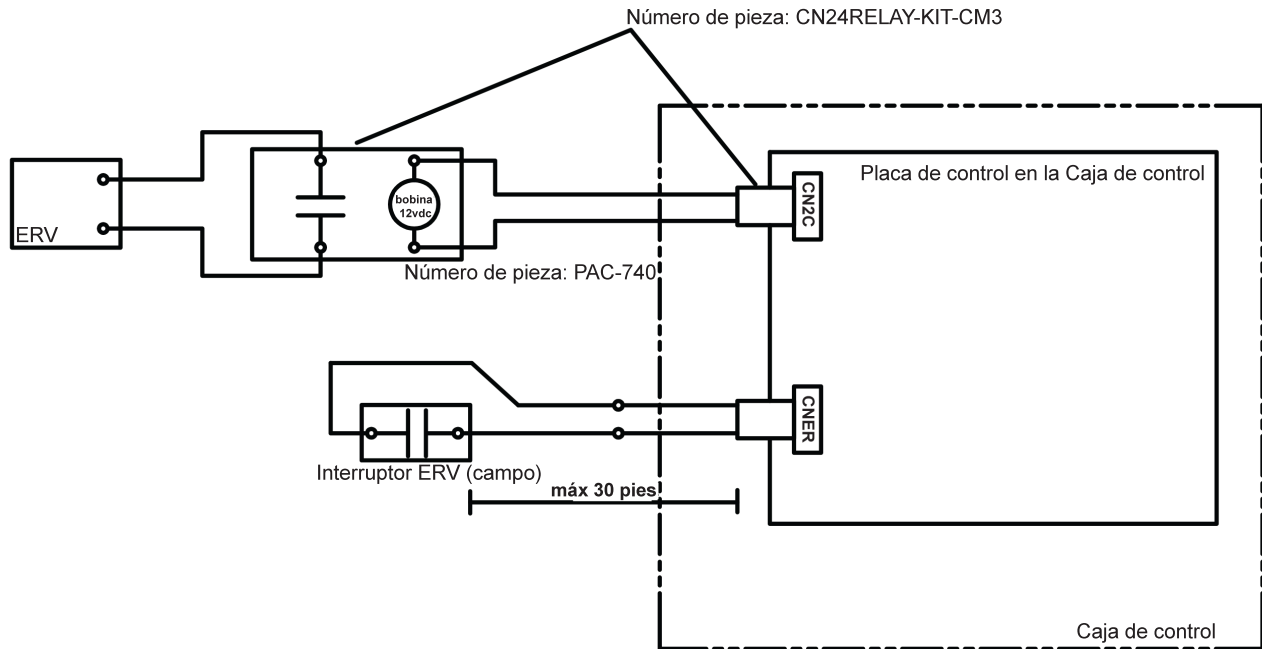 Número de pieza: CN24RELAY-KIT-CM3
Placa de control en la Caja de control
bobina
12vdc
CN2C
ERV
Número de pieza: PAC-740
CNER
Interruptor ERV (campo)
máx 30 pies
Caja de control